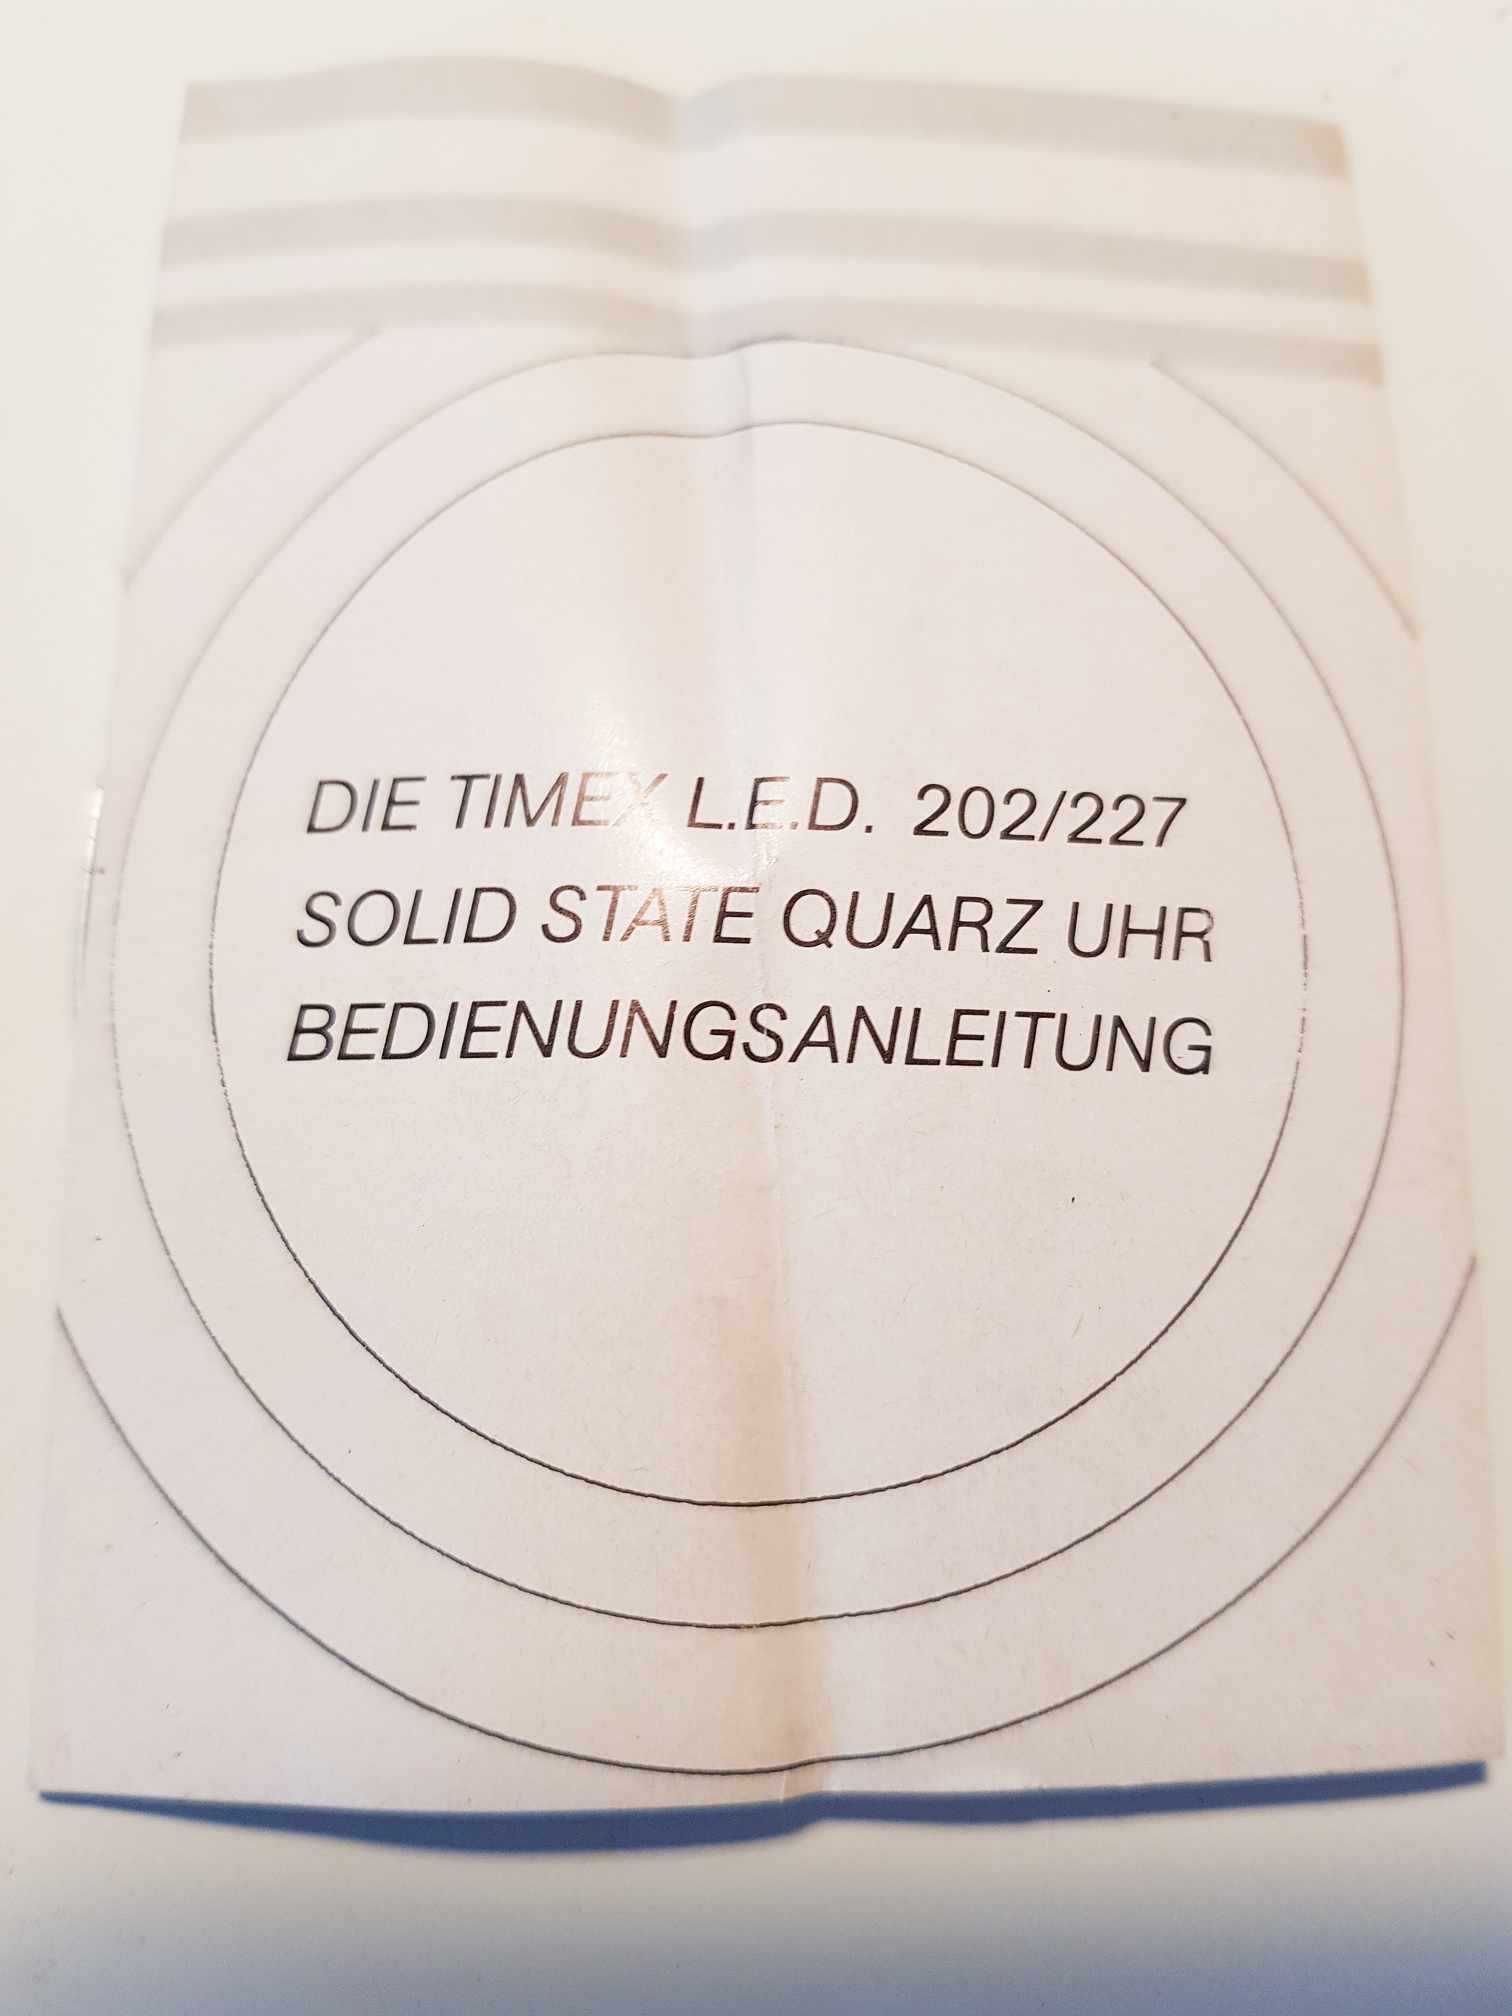 DIE TIMEX L.E.D. 202/227
SOLID STATE QUARZ UHR
BEDIENUNGSANLEITUNG